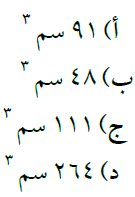 أ) ٩١ سم ٣
ب) ٤٨ سم ٣
ج) ١١١ سم ٣
د) ٢٦٤ سم ٣